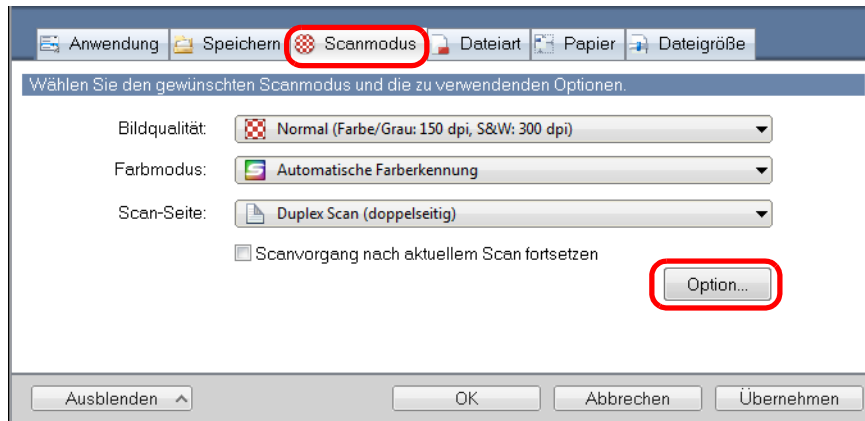 Anwendung Speichern Scanmodus Dateiart Papier Dateigröße
Wählen Sie den gewünschten Scanmodus und die zu verwendenden Optionen.
Bildqualität: Normal (Farbe/Grau: 150 dpi, S&W: 300 dpi)
Farbmodus: Automatische Farberkennung
Scan-Seite: Duplex Scan (doppelseitig)
Scanvorgang nach aktuellem Scan fortsetzen
Option...
Ausblenden OK Abbrechen Übernehmen